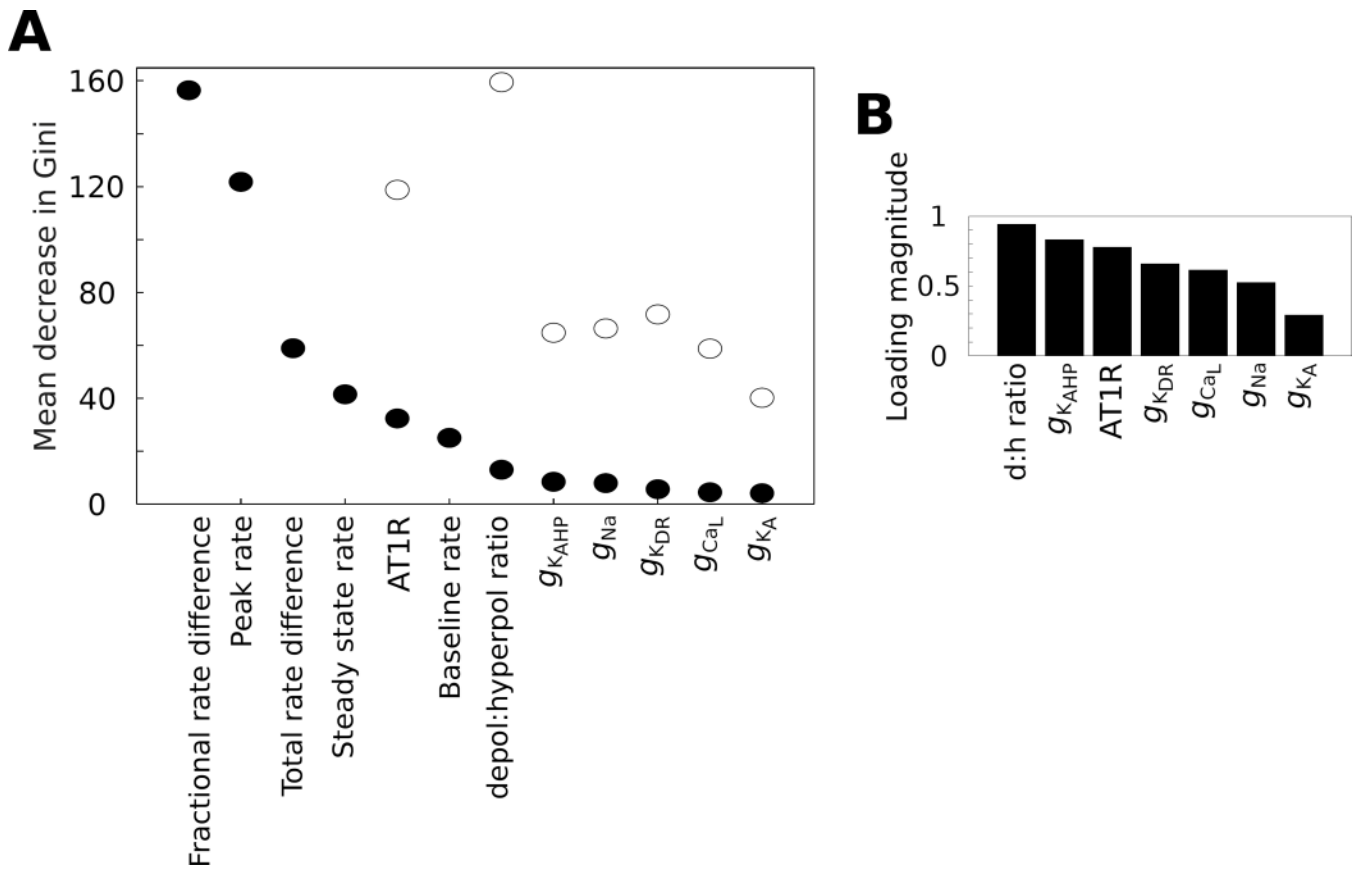 A
Mean decrease in Gini
160
120
80
40
0
Fractional rate difference
Peak rate
Total rate difference
Steady state rate
AT1R
Baseline rate
depol:hyperpol ratio
gKAHP
gNa
gKDR
gCaL
gKA
B
Loading magnitude
1
0.5
0
d:h ratio
gKAHP
AT1R
gKDR
gCaL
gNa
gKA